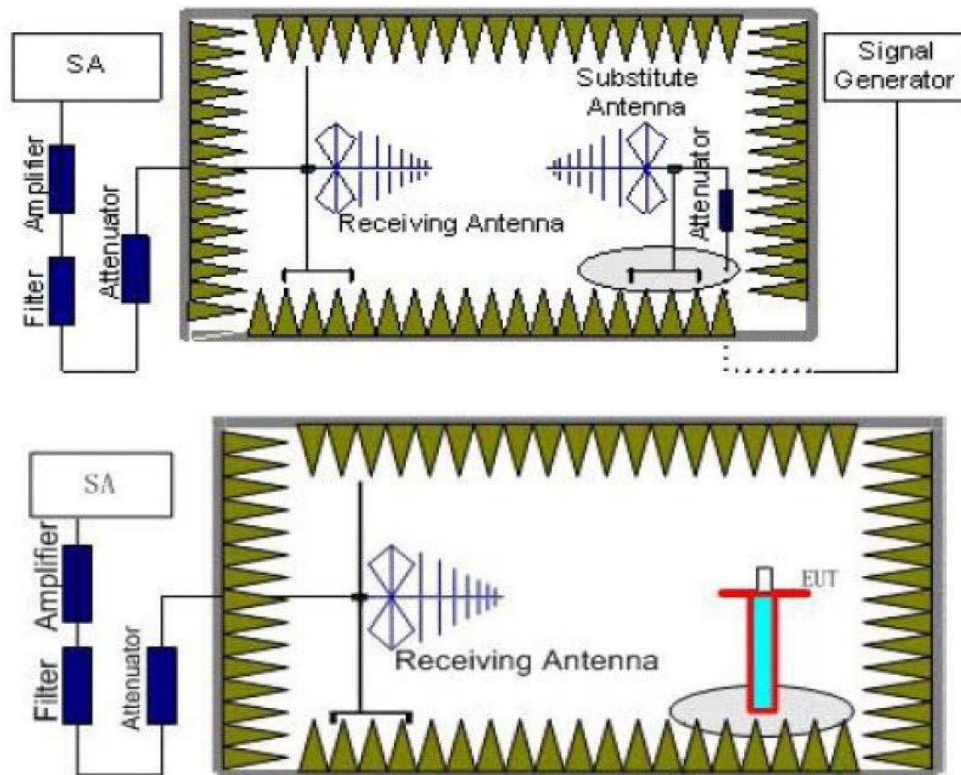 SA
Signal
Generator
Substitute
Antenna
Amplifier
Attenuator
Receiving Antenna
Attenuator
Filter
SA
Amplifier
EUT
Receiving Antenna
Filter
Attenuator